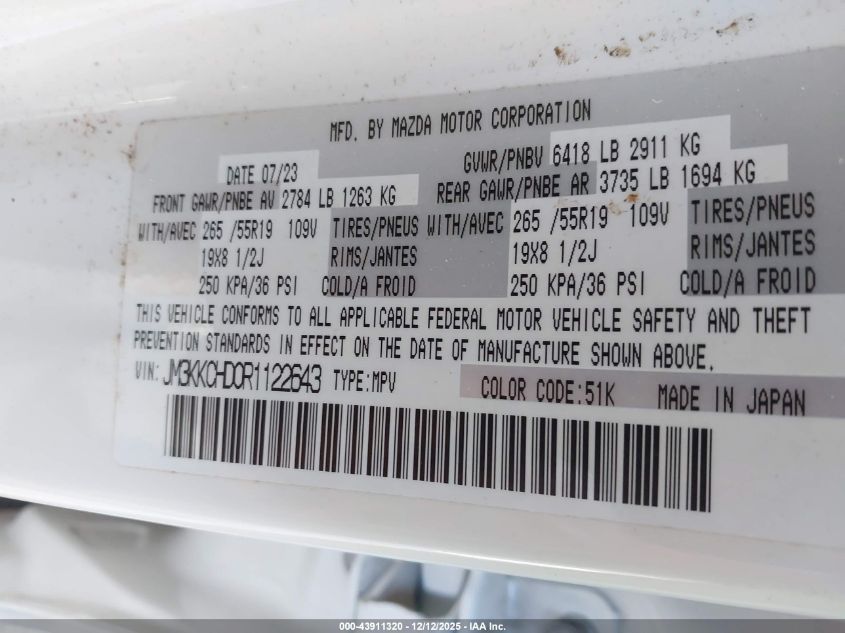 MFD. BY MAZDA MOTOR CORPORATION
DATE 07/23 GVWR/PNBV 6418 LB 2911 KG
FRONT GAWR/PNBE AV 2784 LB 1263 KG REAR GAWR/PNBE AR 3735 LB 1694 KG
WITH/AVEC 265 /55R19 109V TIRES/PNEUS WITH/AVEC 265 /55R19 109V TIRES/PNEUS
19X8 1/2J RIMS/JANTES 19X8 1/2J RIMS/JANTES
250 KPA/36 PSI COLD/A FROID 250 KPA/36 PSI COLD/A FROID
THIS VEHICLE CONFORMS TO ALL APPLICABLE FEDERAL MOTOR VEHICLE SAFETY AND THEFT
PREVENTION STANDARDS IN EFFECT ON THE DATE OF MANUFACTURE SHOWN ABOVE.
VIN: JM3KKCHD0R1122643 TYPE:MPV COLOR CODE:51K MADE IN JAPAN
000-43911320 - 12/12/2025 - IAA Inc.